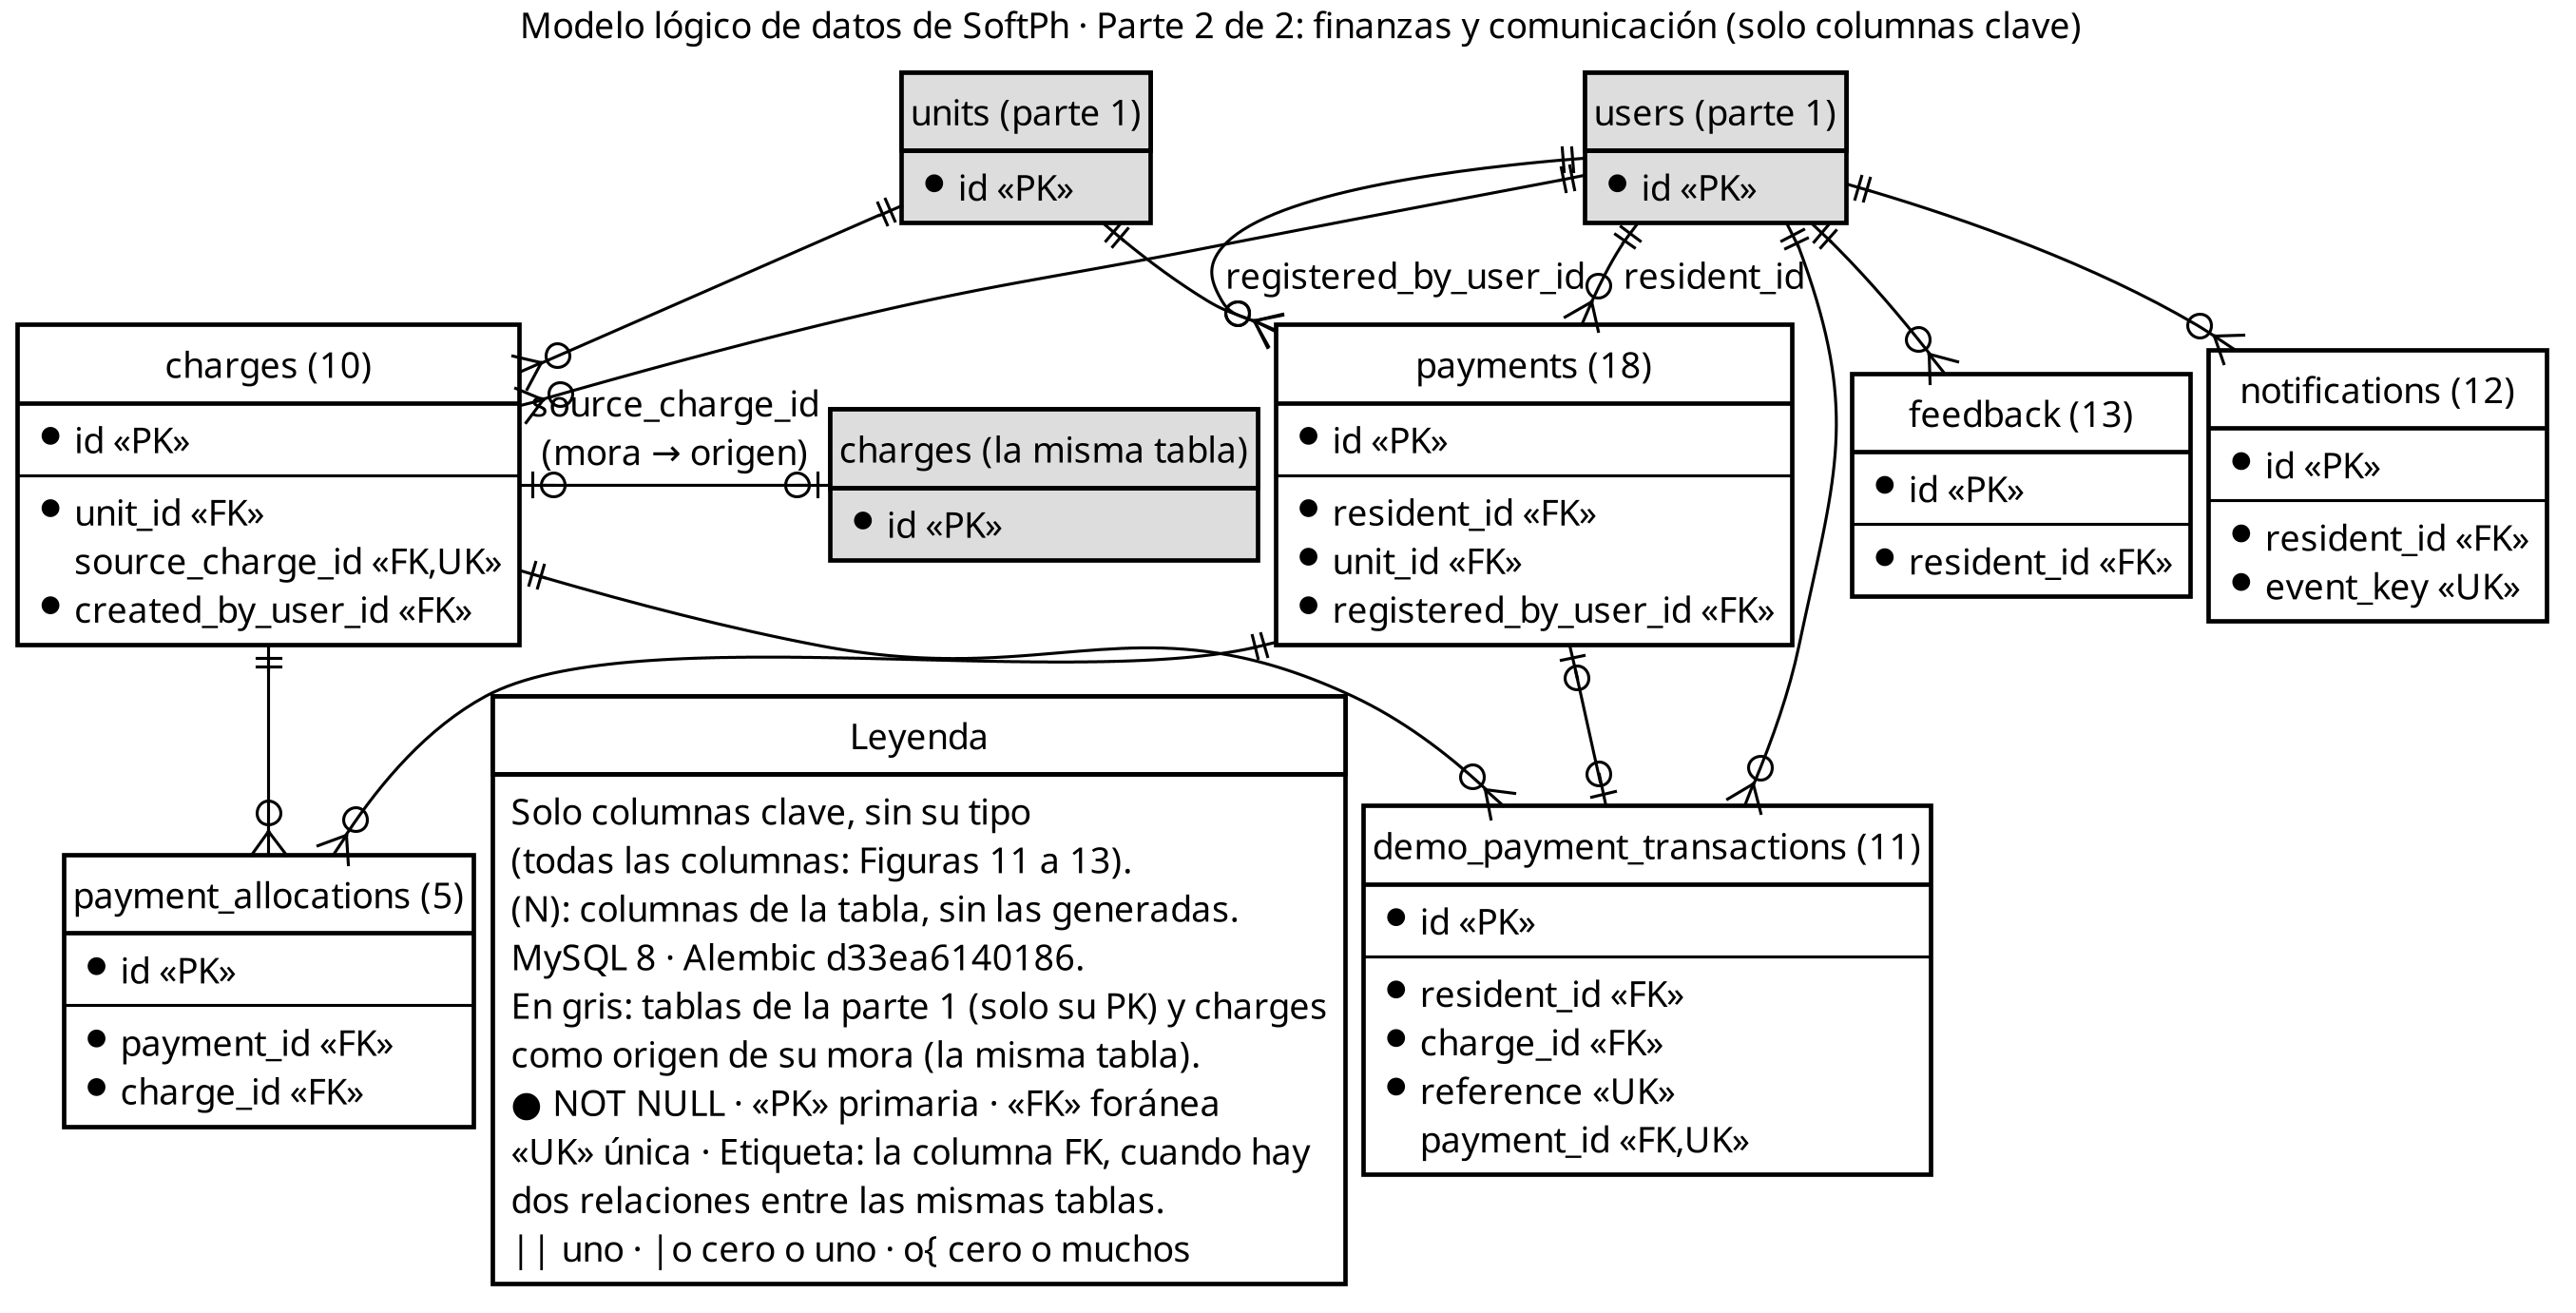 Modelo lógico de datos de SoftPh · Parte 2 de 2: finanzas y comunicación (solo columnas clave)
units (parte 1)
id «PK»
users (parte 1)
id «PK»
registered_by_user_id
resident_id
charges (10)
id «PK»
unit_id «FK»
source_charge_id «FK,UK»
created_by_user_id «FK»
source_charge_id
(mora → origen)
charges (la misma tabla)
id «PK»
payments (18)
id «PK»
resident_id «FK»
unit_id «FK»
registered_by_user_id «FK»
feedback (13)
id «PK»
resident_id «FK»
notifications (12)
id «PK»
resident_id «FK»
event_key «UK»
payment_allocations (5)
id «PK»
payment_id «FK»
charge_id «FK»
Leyenda
Solo columnas clave, sin su tipo
(todas las columnas: Figuras 11 a 13).
(N): columnas de la tabla, sin las generadas.
MySQL 8 · Alembic d33ea6140186.
En gris: tablas de la parte 1 (solo su PK) y charges
como origen de su mora (la misma tabla).
● NOT NULL · «PK» primaria · «FK» foránea
«UK» única · Etiqueta: la columna FK, cuando hay
dos relaciones entre las mismas tablas.
|| uno · |o cero o uno · o{ cero o muchos
demo_payment_transactions (11)
id «PK»
resident_id «FK»
charge_id «FK»
reference «UK»
payment_id «FK,UK»